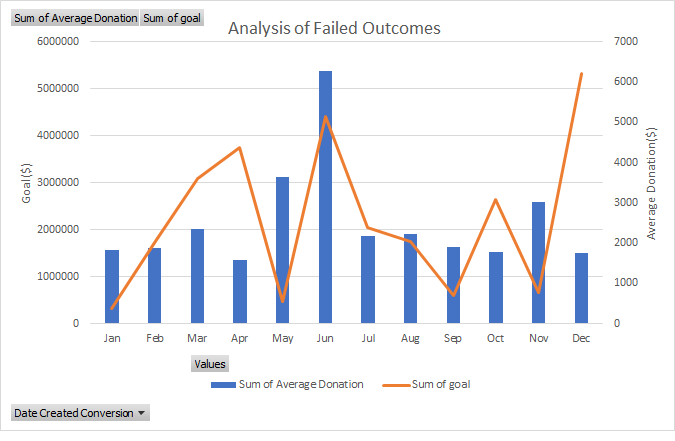 Sum of Average Donation Sum of goal
Analysis of Failed Outcomes
6000000
5000000
4000000
3000000
2000000
1000000
0
Goal($)
7000
6000
5000
4000
3000
2000
1000
0
Average Donation($)
Jan Feb Mar Apr May Jun Jul Aug Sep Oct Nov Dec
Values
Sum of Average Donation Sum of goal
Date Created Conversion